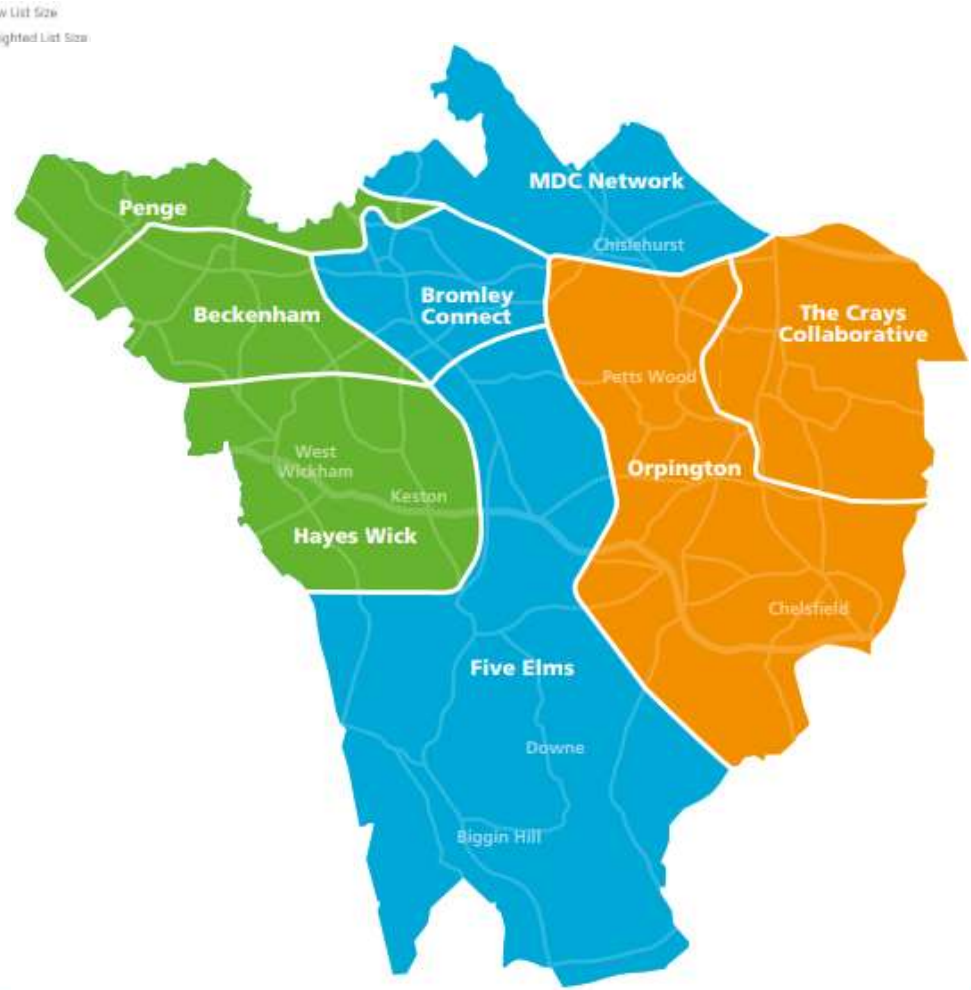 List Size
List Size
MDC Network
Penge
Chislehurst
Bromley
Connect
Beckenham
The Crays
Collaborative
Petts Wood
West
Wickham
Orpington
Keston
Hayes Wick
Chelsfield
Five Elms
Downe
Biggin Hill